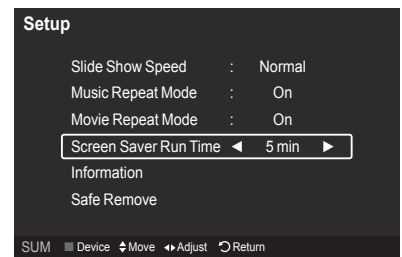 Setup
Slide Show Speed : Normal
Music Repeat Mode : On
Movie Repeat Mode : On
Screen Saver Run Time ◀ 5 min ▶
Information
Safe Remove
SUM Device Move Adjust Return